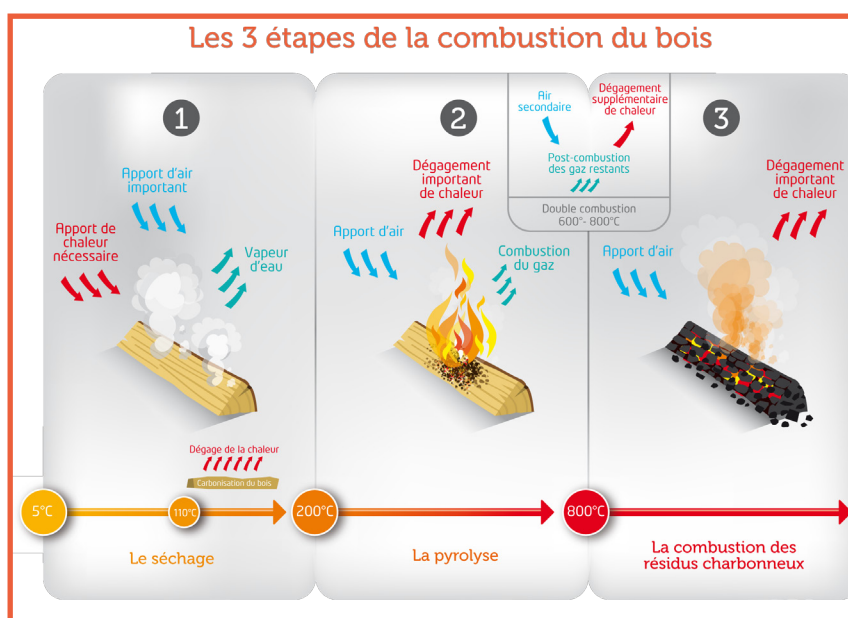 Les 3 étapes de la combustion du bois
1
Apport d'air
important
Apport de
chaleur
nécessaire
Vapeur
d'eau
Dégage de la chaleur
Carbonisation du bois
5°C
110°C
Le séchage
2
Dégagement
important
de chaleur
Apport d'air
Combustion
du gaz
200°C
La pyrolyse
Air
secondaire
Dégagement
supplémentaire
de chaleur
Post-combustion
des gaz restants
Double combustion
600°- 800°C
3
Dégagement
important
de chaleur
Apport d'air
800°C
La combustion des
résidus charbonneux